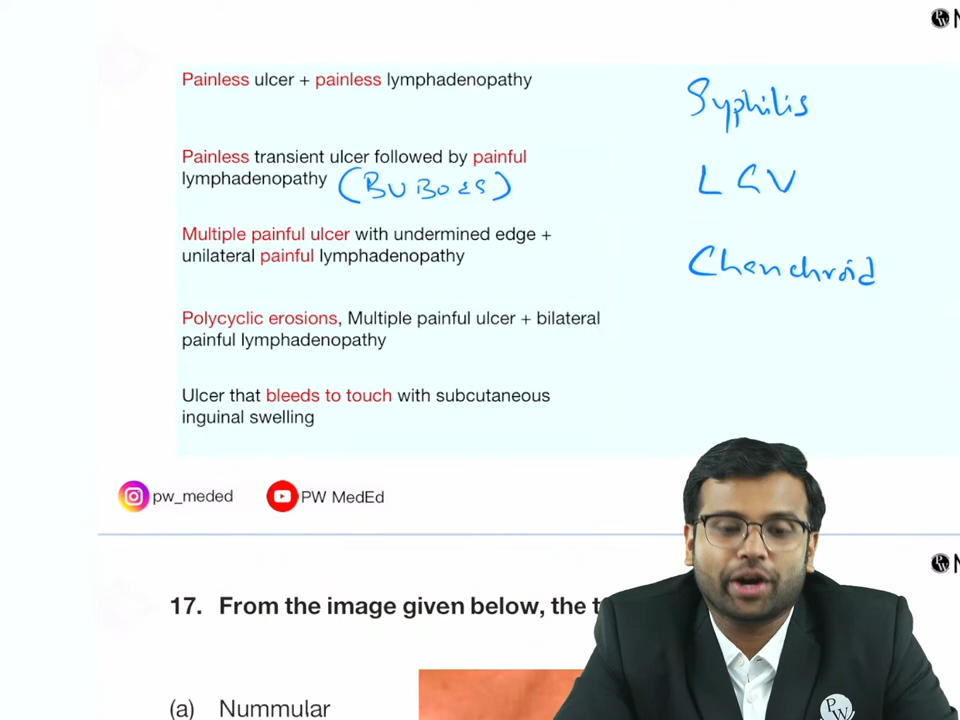 Painless ulcer + painless lymphadenopathy
Syphilis
Painless transient ulcer followed by painful
lymphadenopathy (BUBOES)
LGV
Multiple painful ulcer with undermined edge +
unilateral painful lymphadenopathy
Chanchroid
Polycyclic erosions, Multiple painful ulcer + bilateral
painful lymphadenopathy
Ulcer that bleeds to touch with subcutaneous
inguinal swelling
pw_meded PW MedEd
17. From the image given below, the t
(a) Nummular
PW